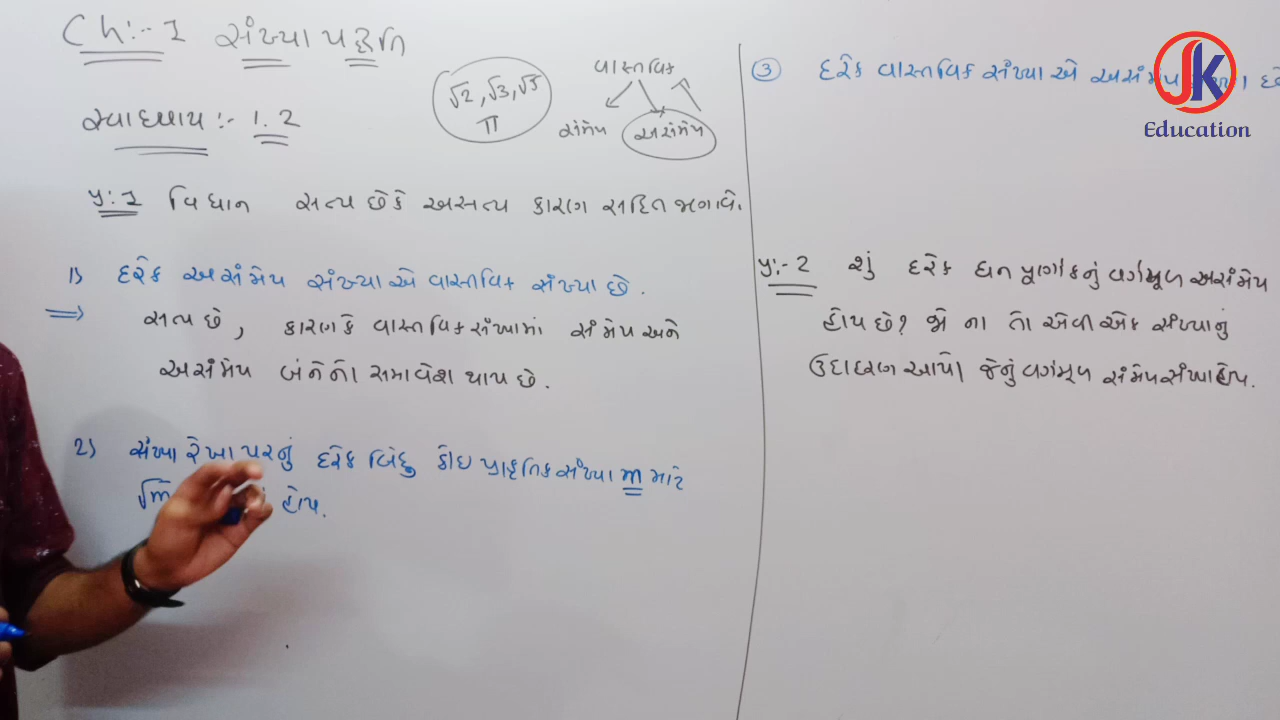 Ch:- 1 સંખ્યા પદ્ધતિ
સ્વાધ્યાય :- 1.2
√2, √3, √5
π
વાસ્તવિક
સંમેય અસંમેય
પ્ર:1 વિધાન સત્ય છે કે અસત્ય કારણ સહિત જણાવો.
1) દરેક અસંમેય સંખ્યા એ વાસ્તવિક સંખ્યા છે.
⇒ સત્ય છે, કારણ કે વાસ્તવિક સંખ્યામાં સંમેય અને
અસંમેય બંનેનો સમાવેશ થાય છે.
2) સંખ્યા રેખા પરનું દરેક બિંદુ કોઇ પ્રાકૃતિક સંખ્યા m માટે
√m હોય.
③ દરેક વાસ્તવિક સંખ્યા એ
પ્ર:- 2 શું દરેક ધન પૂર્ણાંકનું વર્ગમૂળ અસંમેય
હોય છે? જો ના તો એવી એક સંખ્યાનું
ઉદાહરણ આપો જેનું વર્ગમૂળ સંમેય સંખ્યા હોય.
JK
Education